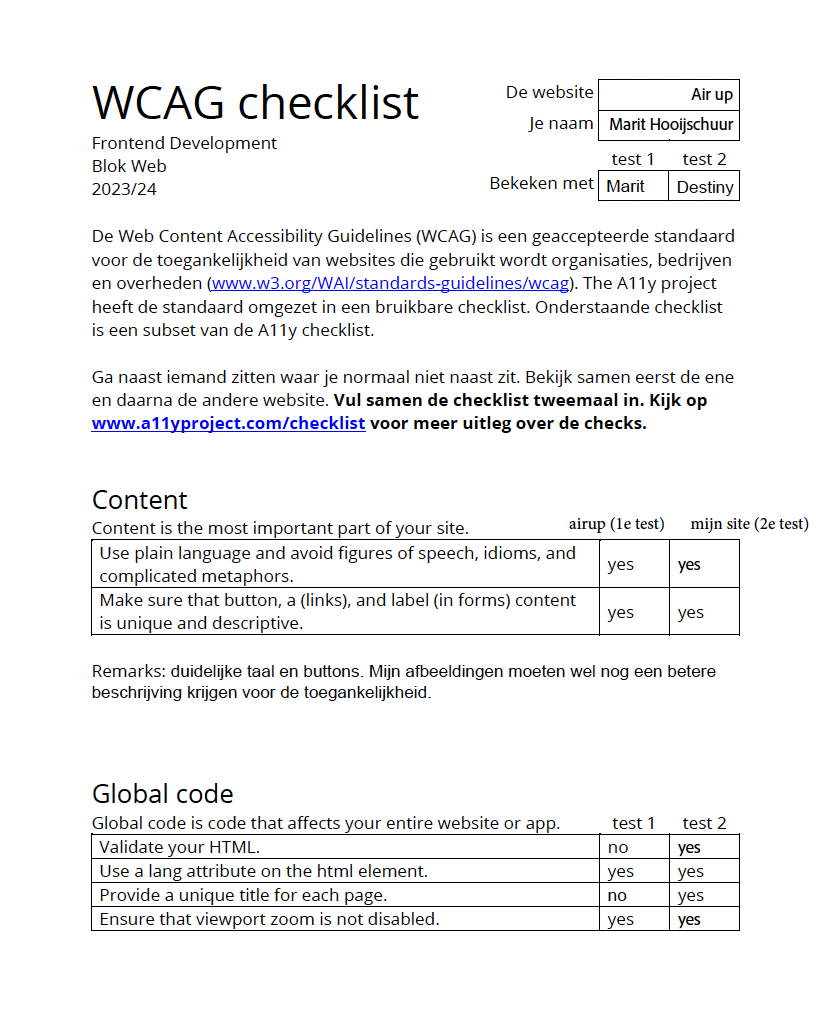 WCAG checklist
Frontend Development
Blok Web
2023/24
De website Air up
Je naam Marit Hooijschuur
test 1 test 2
Bekeken met Marit Destiny
De Web Content Accessibility Guidelines (WCAG) is een geaccepteerde standaard
voor de toegankelijkheid van websites die gebruikt wordt organisaties, bedrijven
en overheden (www.w3.org/WAI/standards-guidelines/wcag). The A11y project
heeft de standaard omgezet in een bruikbare checklist. Onderstaande checklist
is een subset van de A11y checklist.
Ga naast iemand zitten waar je normaal niet naast zit. Bekijk samen eerst de ene
en daarna de andere website. Vul samen de checklist tweemaal in. Kijk op
www.a11yproject.com/checklist voor meer uitleg over de checks.
Content
Content is the most important part of your site. airup (1e test) mijn site (2e test)
Use plain language and avoid figures of speech, idioms, and
complicated metaphors. yes yes
Make sure that button, a (links), and label (in forms) content
is unique and descriptive. yes yes
Remarks: duidelijke taal en buttons. Mijn afbeeldingen moeten wel nog een betere
beschrijving krijgen voor de toegankelijkheid.
Global code
Global code is code that affects your entire website or app. test 1 test 2
Validate your HTML. no yes
Use a lang attribute on the html element. yes yes
Provide a unique title for each page. no yes
Ensure that viewport zoom is not disabled. yes yes